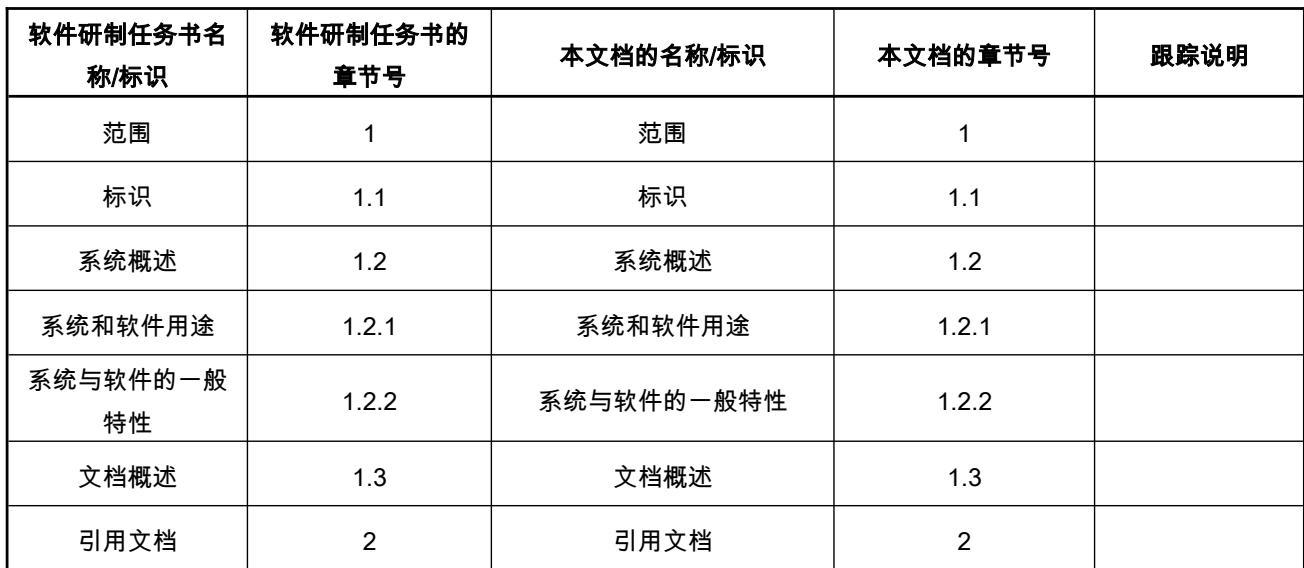 软件研制任务书名 软件研制任务书的 本文档的名称/标识 本文档的章节号 跟踪说明
称/标识 章节号
范围 1 范围 1
标识 1.1 标识 1.1
系统概述 1.2 系统概述 1.2
系统和软件用途 1.2.1 系统和软件用途 1.2.1
系统与软件的一般 1.2.2 系统与软件的一般特性 1.2.2
特性
文档概述 1.3 文档概述 1.3
引用文档 2 引用文档 2